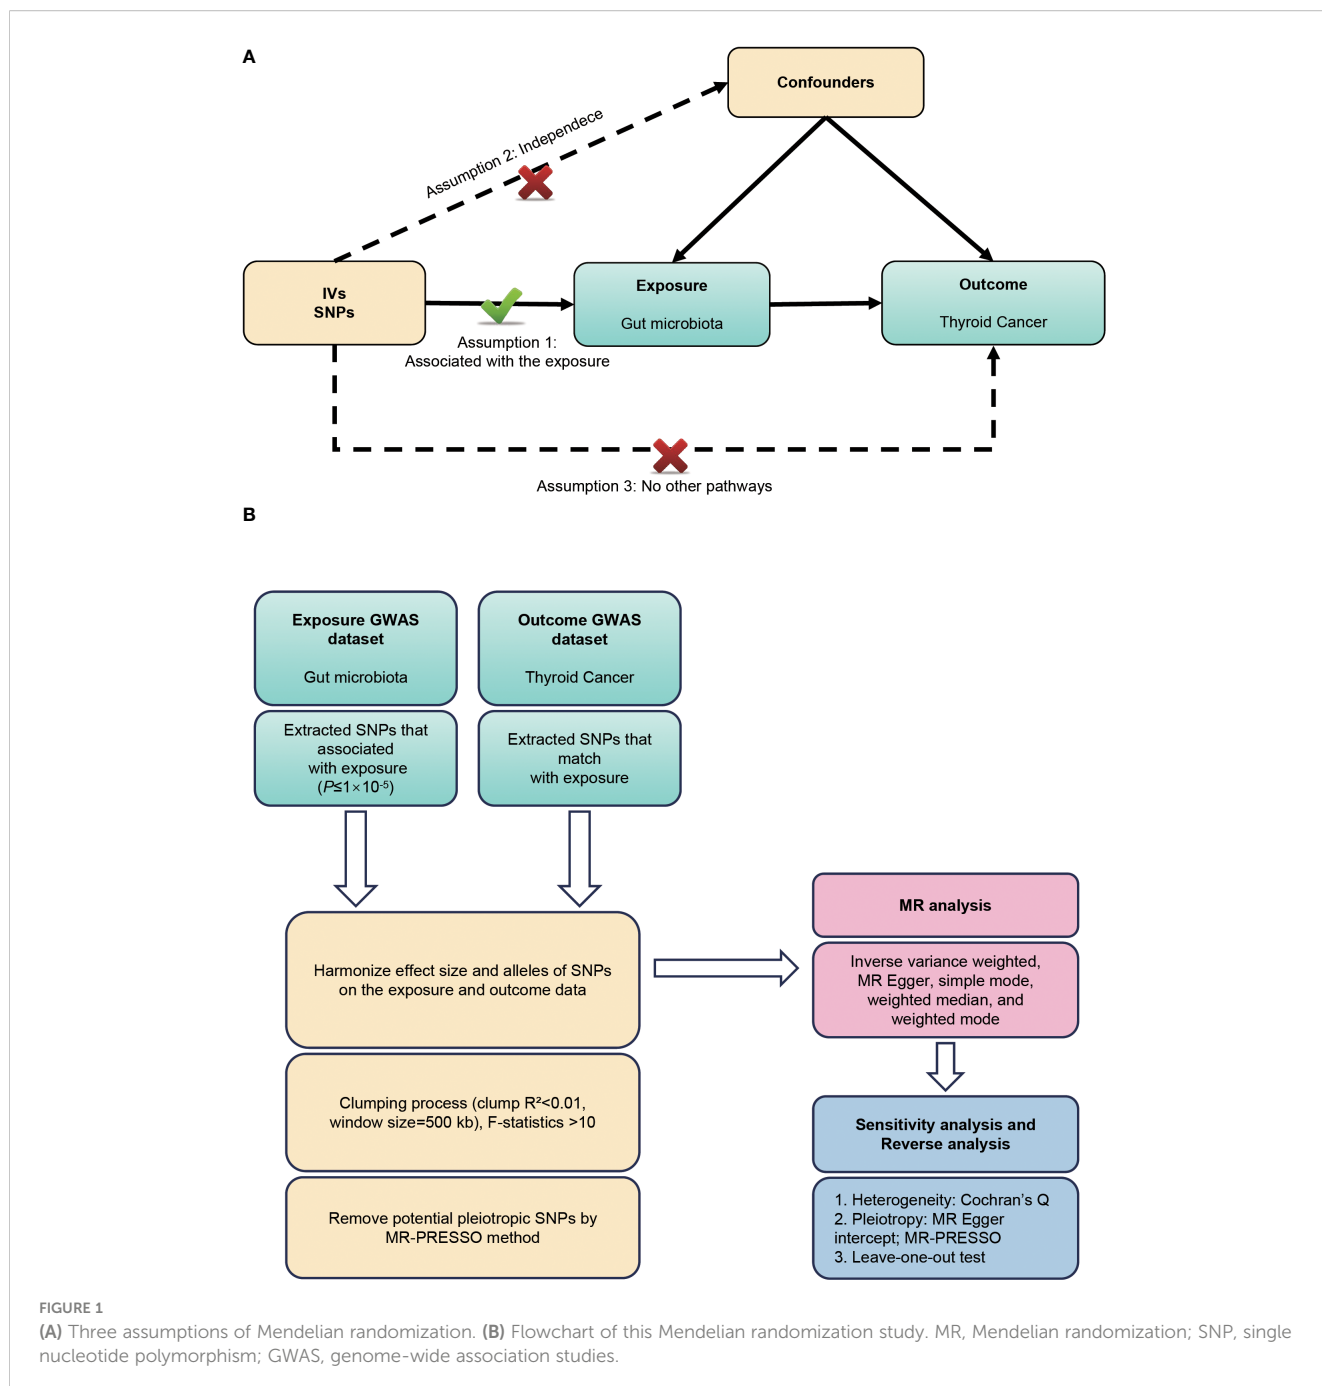 A
Confounders
Assumption 2: Independece
IVs
SNPs
Exposure
Gut microbiota
Outcome
Thyroid Cancer
Assumption 1:
Associated with the exposure
Assumption 3: No other pathways
B
Exposure GWAS
dataset
Gut microbiota
Outcome GWAS
dataset
Thyroid Cancer
Extracted SNPs that
associated
with exposure
(P≤1×10⁻⁵)
Extracted SNPs that
match
with exposure
Harmonize effect size and alleles of SNPs
on the exposure and outcome data
Clumping process (clump R²<0.01,
window size=500 kb), F-statistics >10
Remove potential pleiotropic SNPs by
MR-PRESSO method
MR analysis
Inverse variance weighted,
MR Egger, simple mode,
weighted median, and
weighted mode
Sensitivity analysis and
Reverse analysis
1. Heterogeneity: Cochran's Q
2. Pleiotropy: MR Egger
intercept; MR-PRESSO
3. Leave-one-out test
FIGURE 1
(A) Three assumptions of Mendelian randomization. (B) Flowchart of this Mendelian randomization study. MR, Mendelian randomization; SNP, single
nucleotide polymorphism; GWAS, genome-wide association studies.